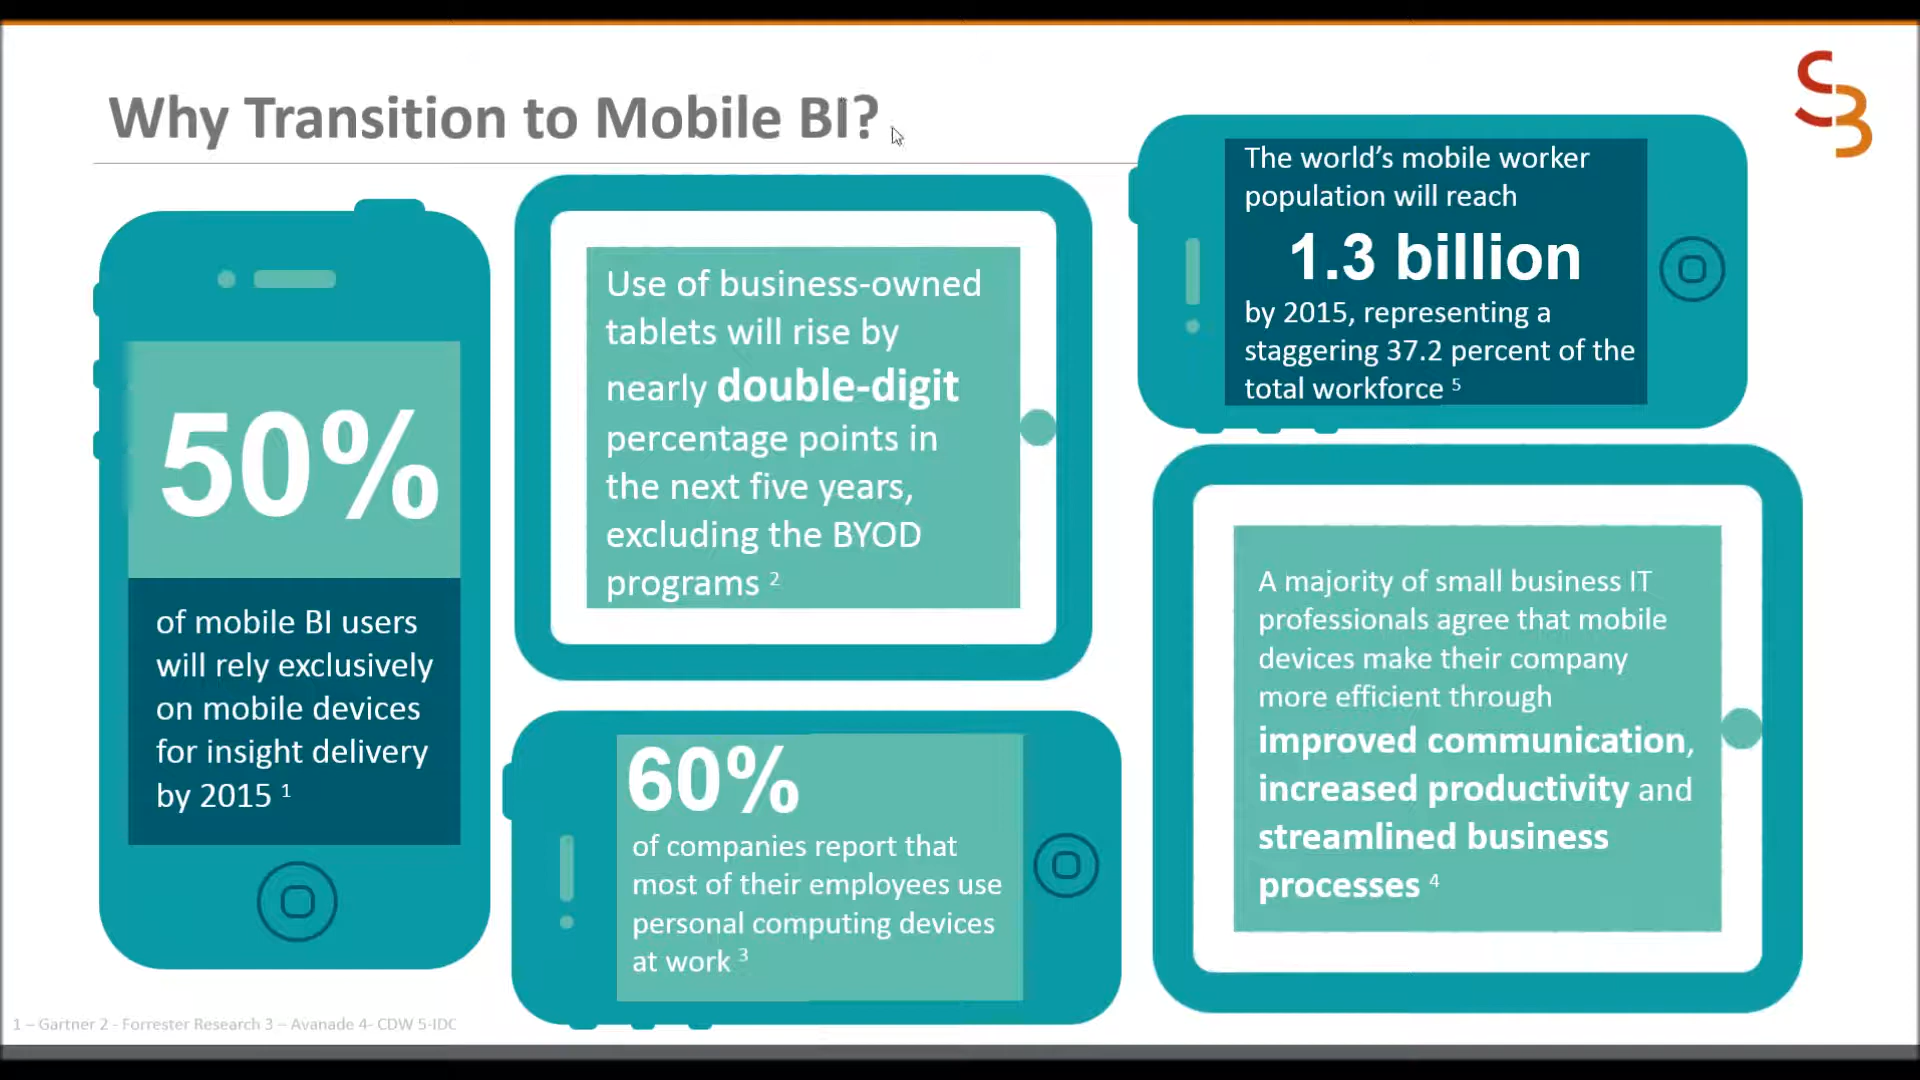 Why Transition to Mobile BI?
SB
50%
of mobile BI users
will rely exclusively
on mobile devices
for insight delivery
by 2015 1
Use of business-owned
tablets will rise by
nearly double-digit
percentage points in
the next five years,
excluding the BYOD
programs 2
60%
of companies report that
most of their employees use
personal computing devices
at work 3
The world’s mobile worker
population will reach
1.3 billion
by 2015, representing a
staggering 37.2 percent of the
total workforce 5
A majority of small business IT
professionals agree that mobile
devices make their company
more efficient through
improved communication,
increased productivity and
streamlined business
processes 4
1 – Gartner 2 - Forrester Research 3 – Avanade 4- CDW 5-IDC